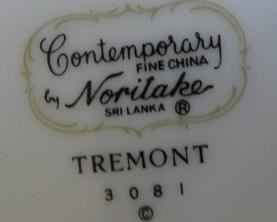 Contemporary
FINE CHINA
by Noritake
SRI LANKA ®
TREMONT
3081
©